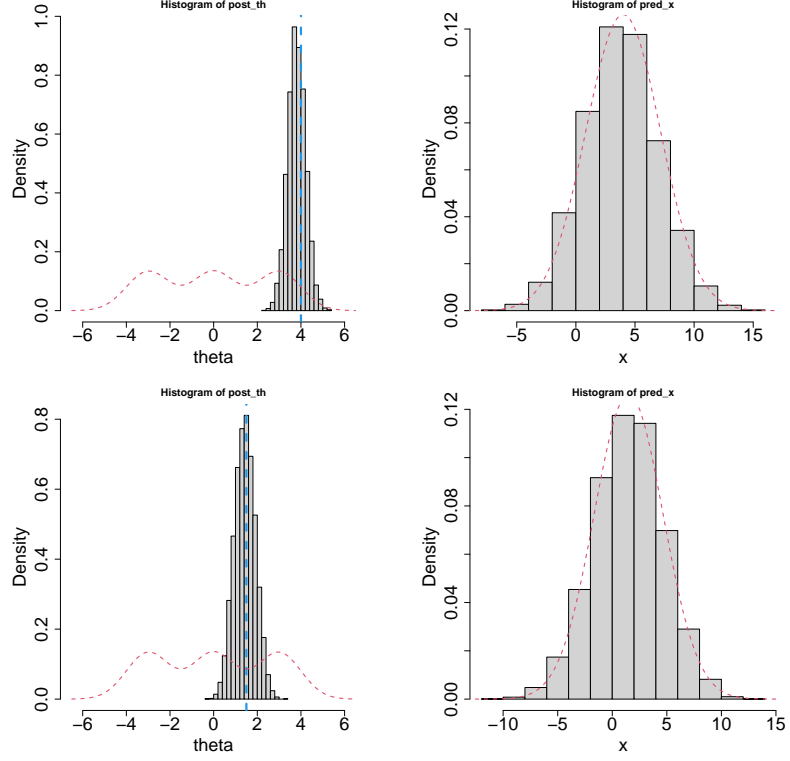 Histogram of post_th
Density
0.0 0.2 0.4 0.6 0.8 1.0
−6 −4 −2 0 2 4 6
theta
Histogram of pred_x
Density
0.00 0.04 0.08 0.12
−5 0 5 10 15
x
Histogram of post_th
Density
0.0 0.2 0.4 0.6 0.8
−6 −4 −2 0 2 4 6
theta
Histogram of pred_x
Density
0.00 0.04 0.08 0.12
−10 −5 0 5 10 15
x